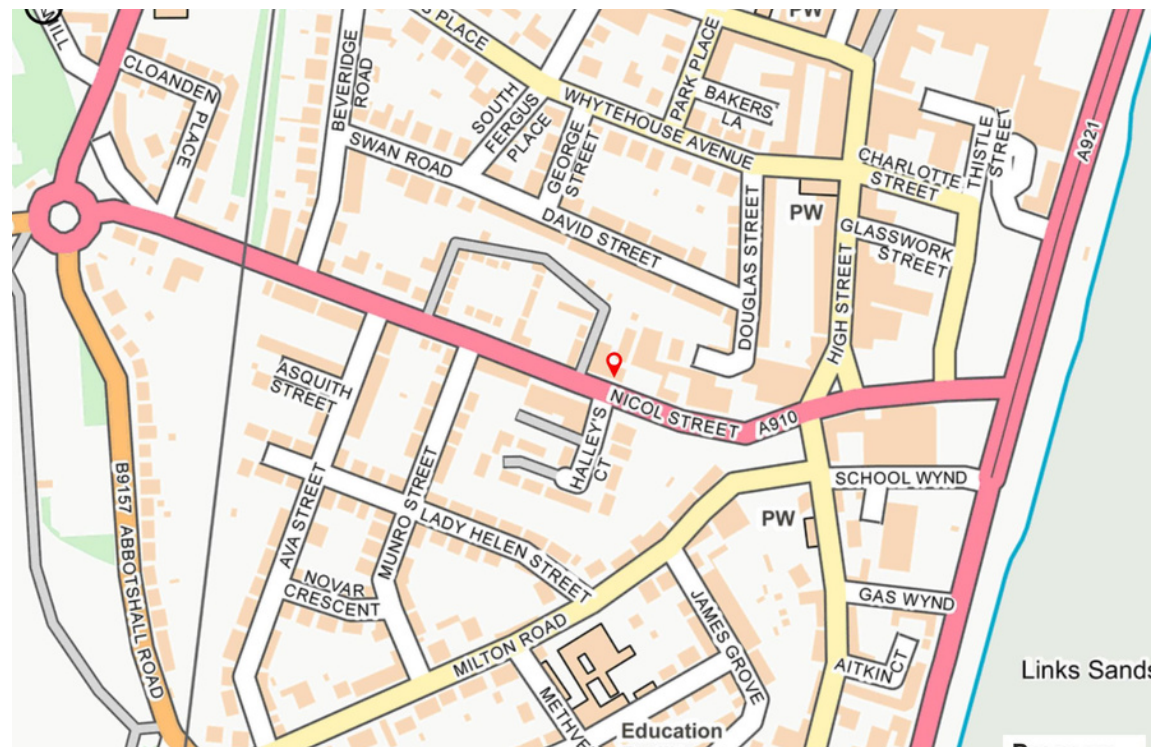 PW
MILL
S PLACE
CLOANDEN
PLACE
BEVERIDGE
ROAD
SOUTH
FERGUS
PLACE
PARK PLACE
BAKERS
LA
WHYTEHOUSE AVENUE
GEORGE
STREET
SWAN ROAD
DAVID STREET
DOUGLAS STREET
PW
CHARLOTTE
STREET
THISTLE
STREET
A921
GLASSWORK
STREET
HIGH STREET
NICOL STREET
A910
HALLEY'S
CT
ASQUITH
STREET
AVA STREET
MUNRO STREET
LADY HELEN STREET
NOVAR
CRESCENT
B9157 ABBOTSHALL ROAD
MILTON ROAD
SCHOOL WYND
PW
GAS WYND
JAMES GROVE
AITKIN CT
METHVE
Education
Links Sands